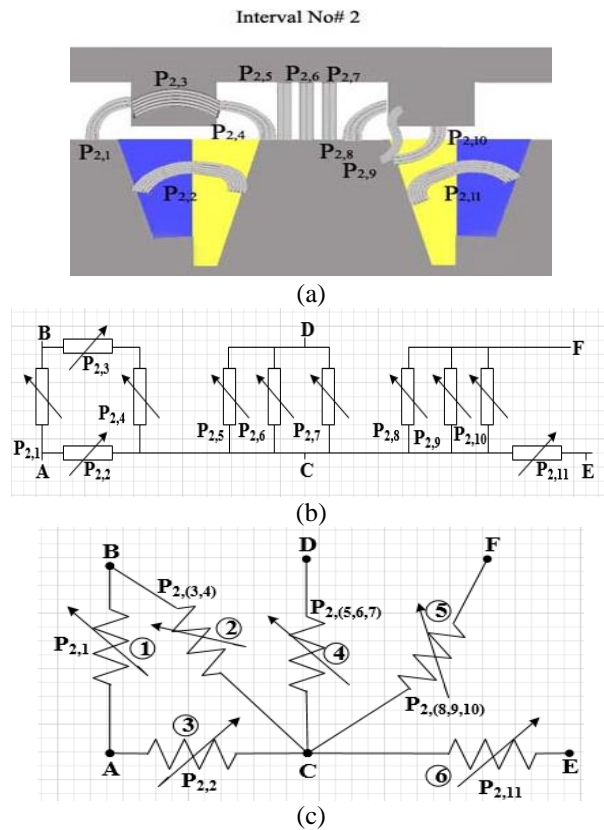 Interval No# 2
P2,3
P2,5 P2,6 P2,7
P2,1
P2,4
P2,8
P2,10
P2,9
P2,2
P2,11
(a)
B
D
F
P2,3
P2,4
P2,1
P2,2
P2,5
P2,6
P2,7
P2,8
P2,9
P2,10
P2,11
A
C
E
(b)
B
D
F
P2,(3,4)
P2,(5,6,7)
P2,1
1
2
4
5
P2,(8,9,10)
3
A
P2,2
C
6
P2,11
E
(c)